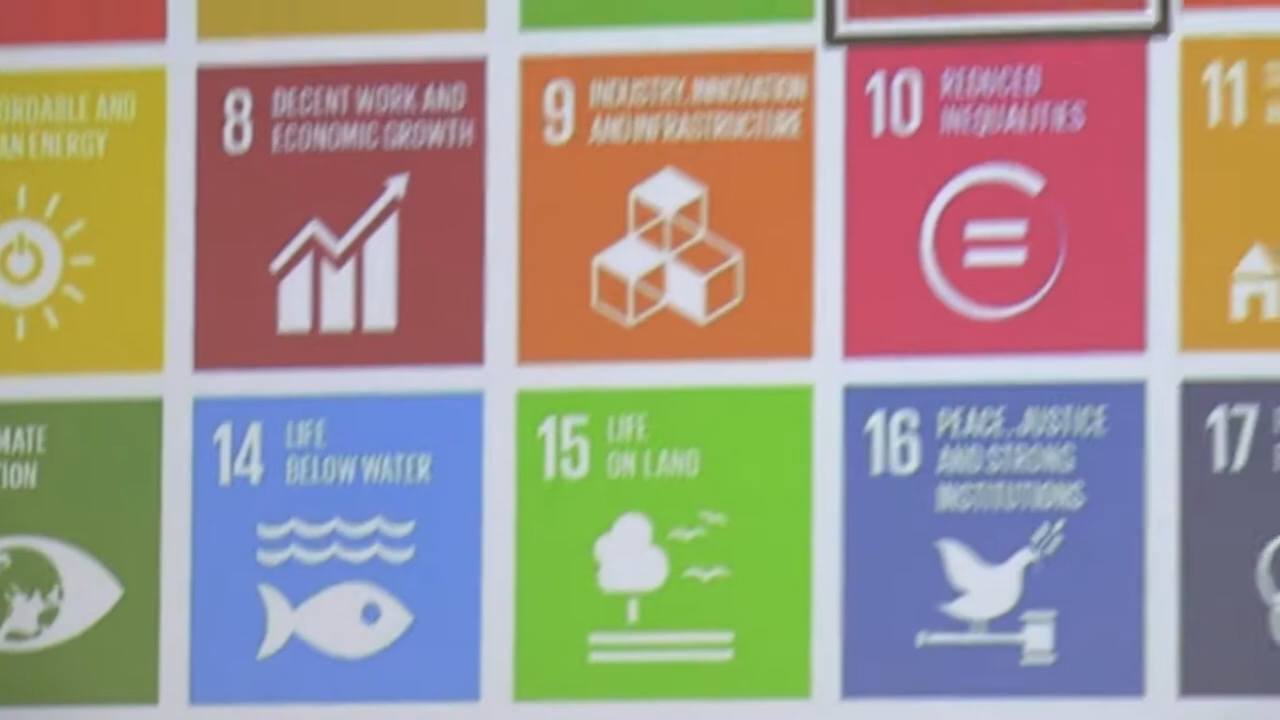 ORDABLE AND
AN ENERGY
8 DECENT WORK AND
ECONOMIC GROWTH
9 INDUSTRY, INNOVATION
AND INFRASTRUCTURE
10 REDUCED
INEQUALITIES
11
MATE
ION
14 LIFE
BELOW WATER
15 LIFE
ON LAND
16 PEACE, JUSTICE
AND STRONG
INSTITUTIONS
17